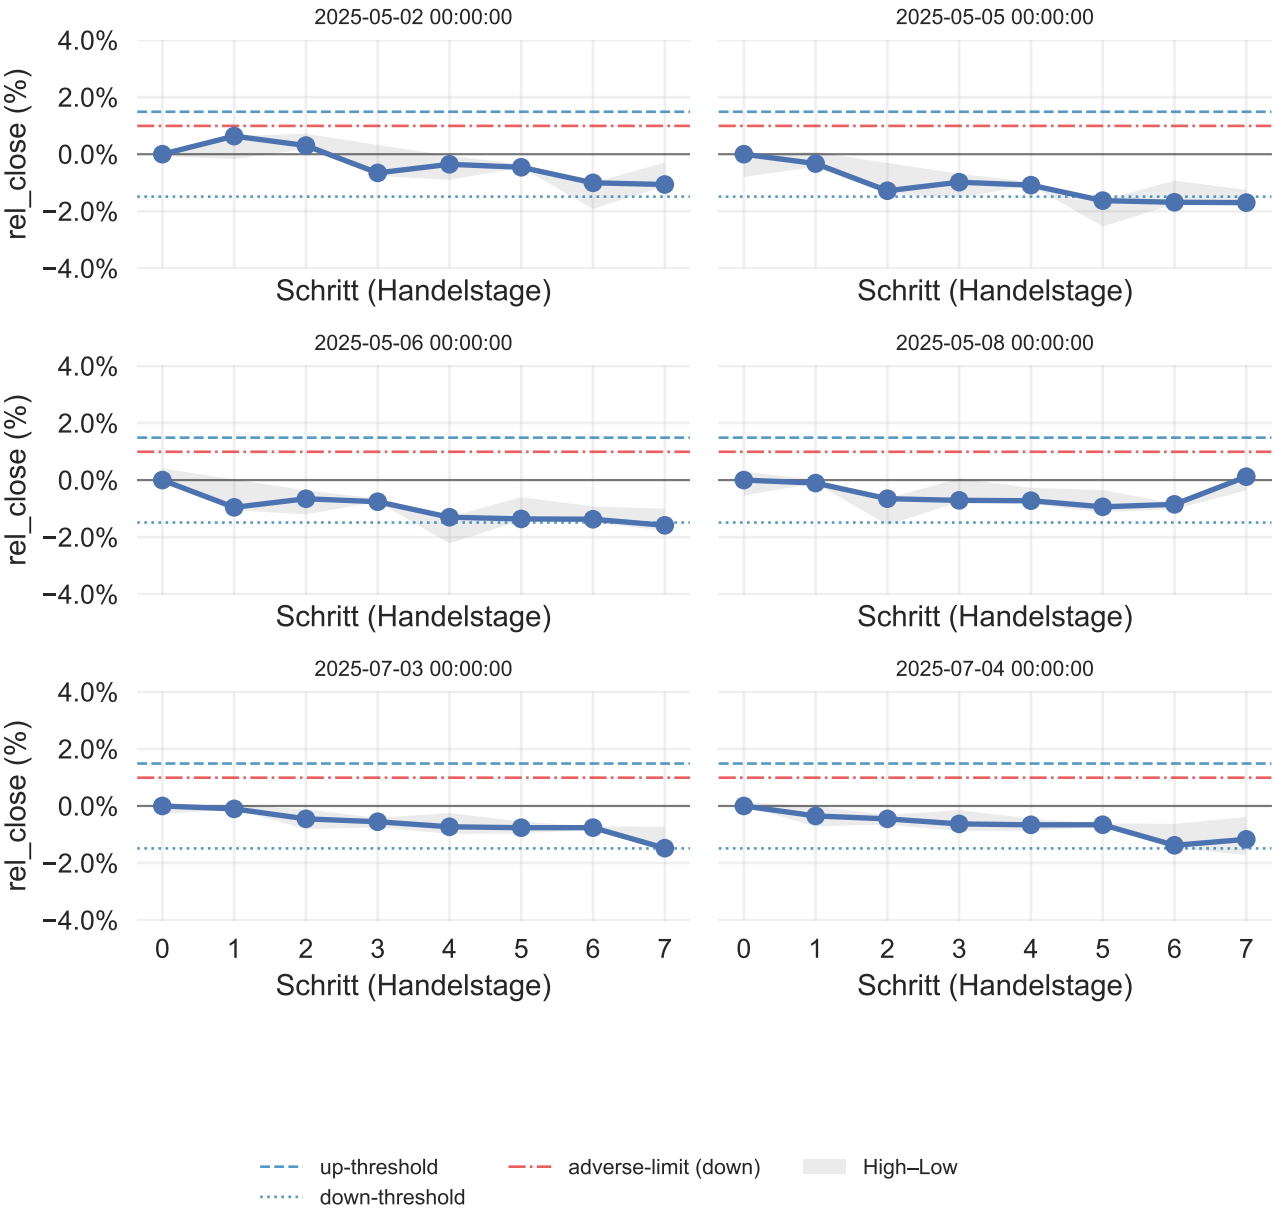 2025-05-02 00:00:00
2025-05-05 00:00:00
rel_close (%)
4.0%
2.0%
0.0%
−2.0%
−4.0%
Schritt (Handelstage)
Schritt (Handelstage)
2025-05-06 00:00:00
2025-05-08 00:00:00
rel_close (%)
4.0%
2.0%
0.0%
−2.0%
−4.0%
Schritt (Handelstage)
Schritt (Handelstage)
2025-07-03 00:00:00
2025-07-04 00:00:00
rel_close (%)
4.0%
2.0%
0.0%
−2.0%
−4.0%
0 1 2 3 4 5 6 7
0 1 2 3 4 5 6 7
Schritt (Handelstage)
Schritt (Handelstage)
up-threshold
down-threshold
adverse-limit (down)
High–Low